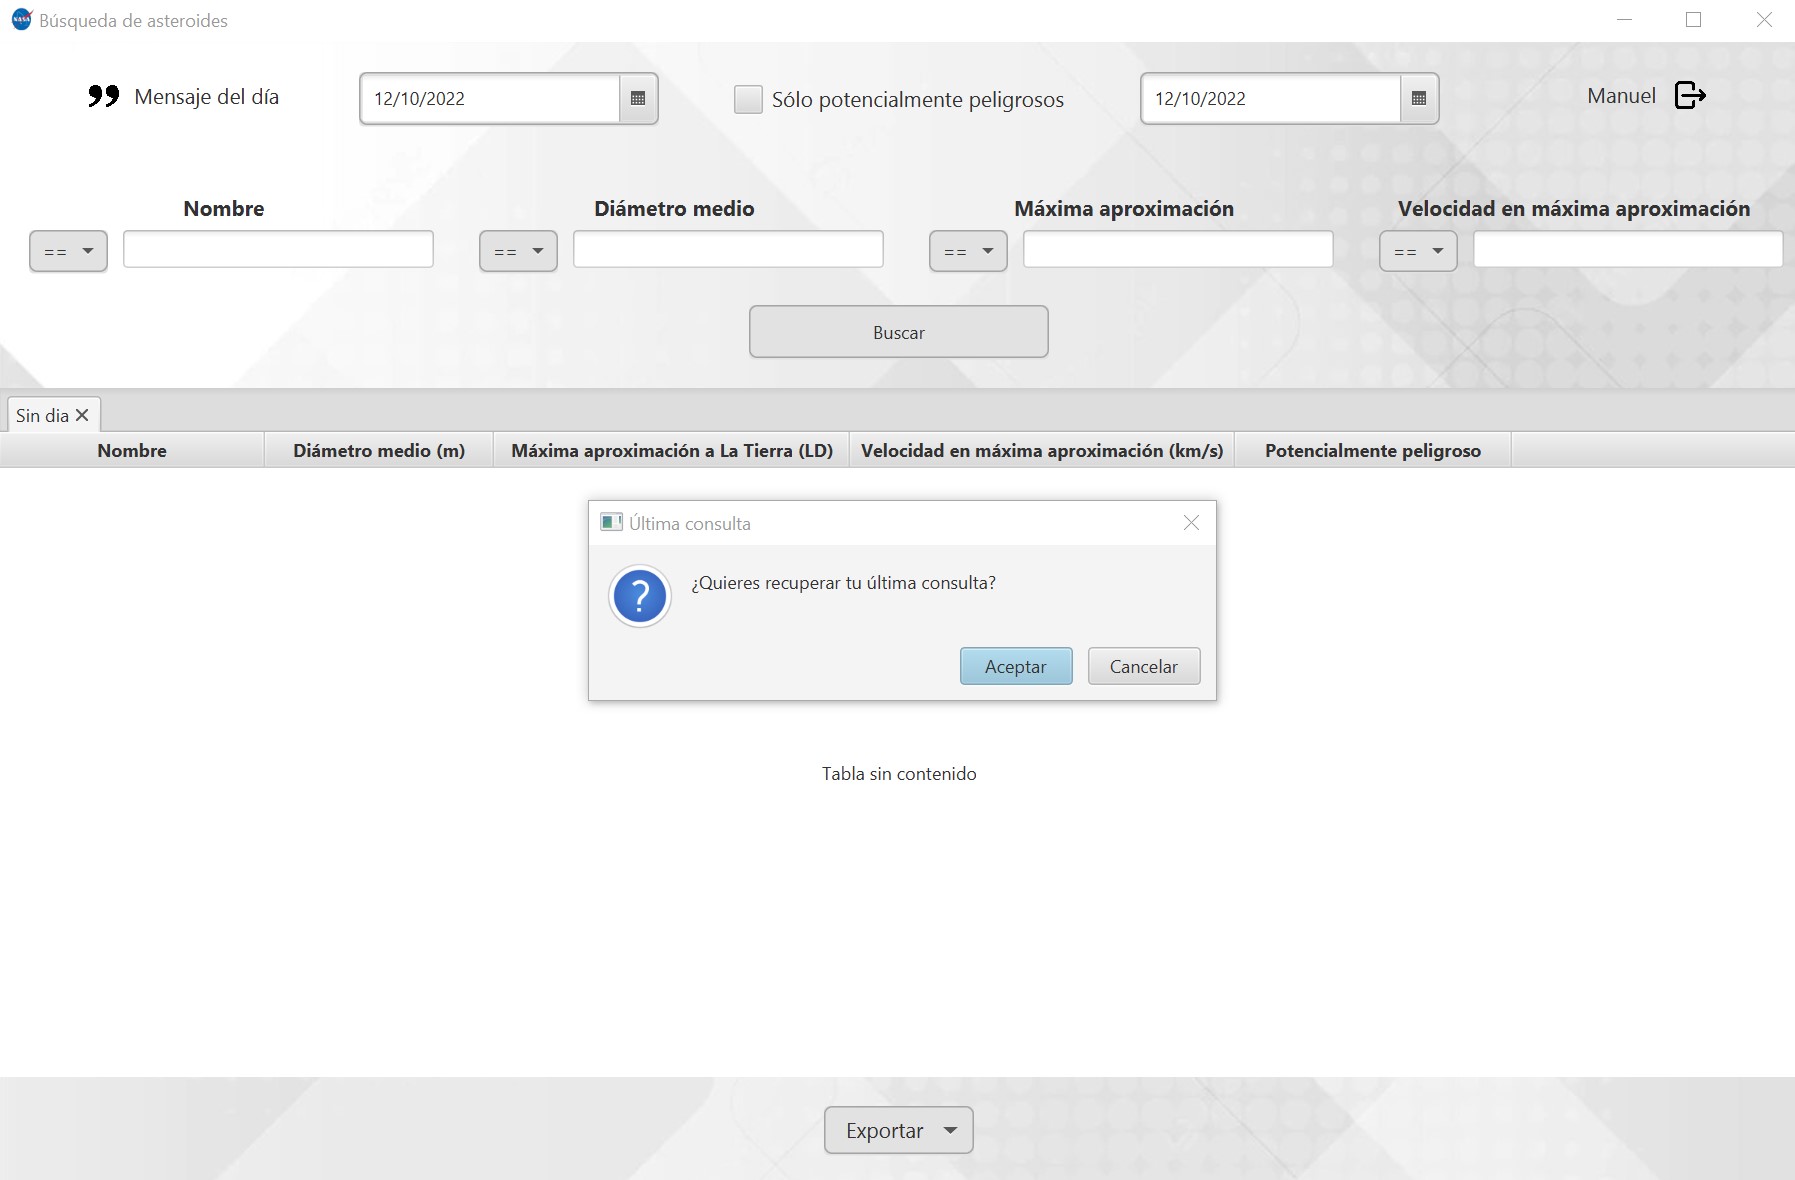 Búsqueda de asteroides
Mensaje del día
12/10/2022
Sólo potencialmente peligrosos
12/10/2022
Manuel
Nombre
Diámetro medio
Máxima aproximación
Velocidad en máxima aproximación
==
==
==
==
Buscar
Sin dia
Nombre
Diámetro medio (m)
Máxima aproximación a La Tierra (LD)
Velocidad en máxima aproximación (km/s)
Potencialmente peligroso
Última consulta
?
¿Quieres recuperar tu última consulta?
Aceptar
Cancelar
Tabla sin contenido
Exportar